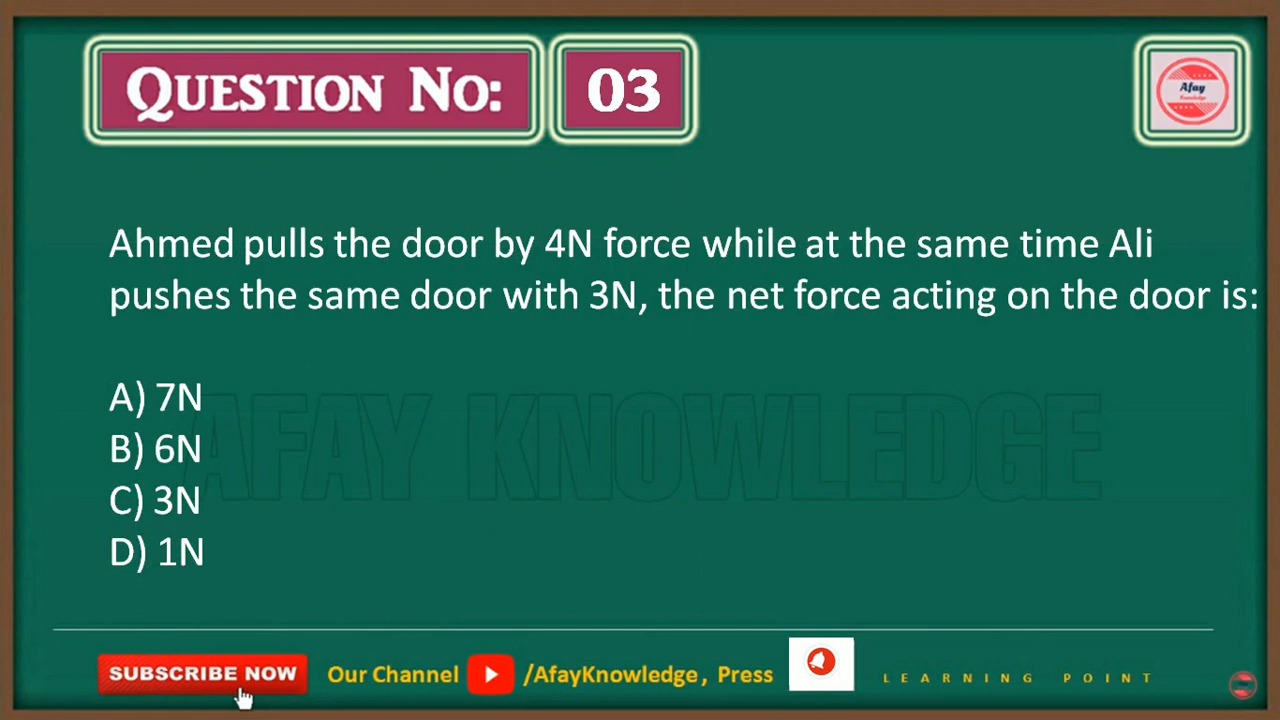 QUESTION NO: 03
Afay
Knowledge
Ahmed pulls the door by 4N force while at the same time Ali
pushes the same door with 3N, the net force acting on the door is:
A) 7N
B) 6N
C) 3N
D) 1N
AFAY KNOWLEDGE
SUBSCRIBE NOW Our Channel /AfayKnowledge, Press LEARNING POINT